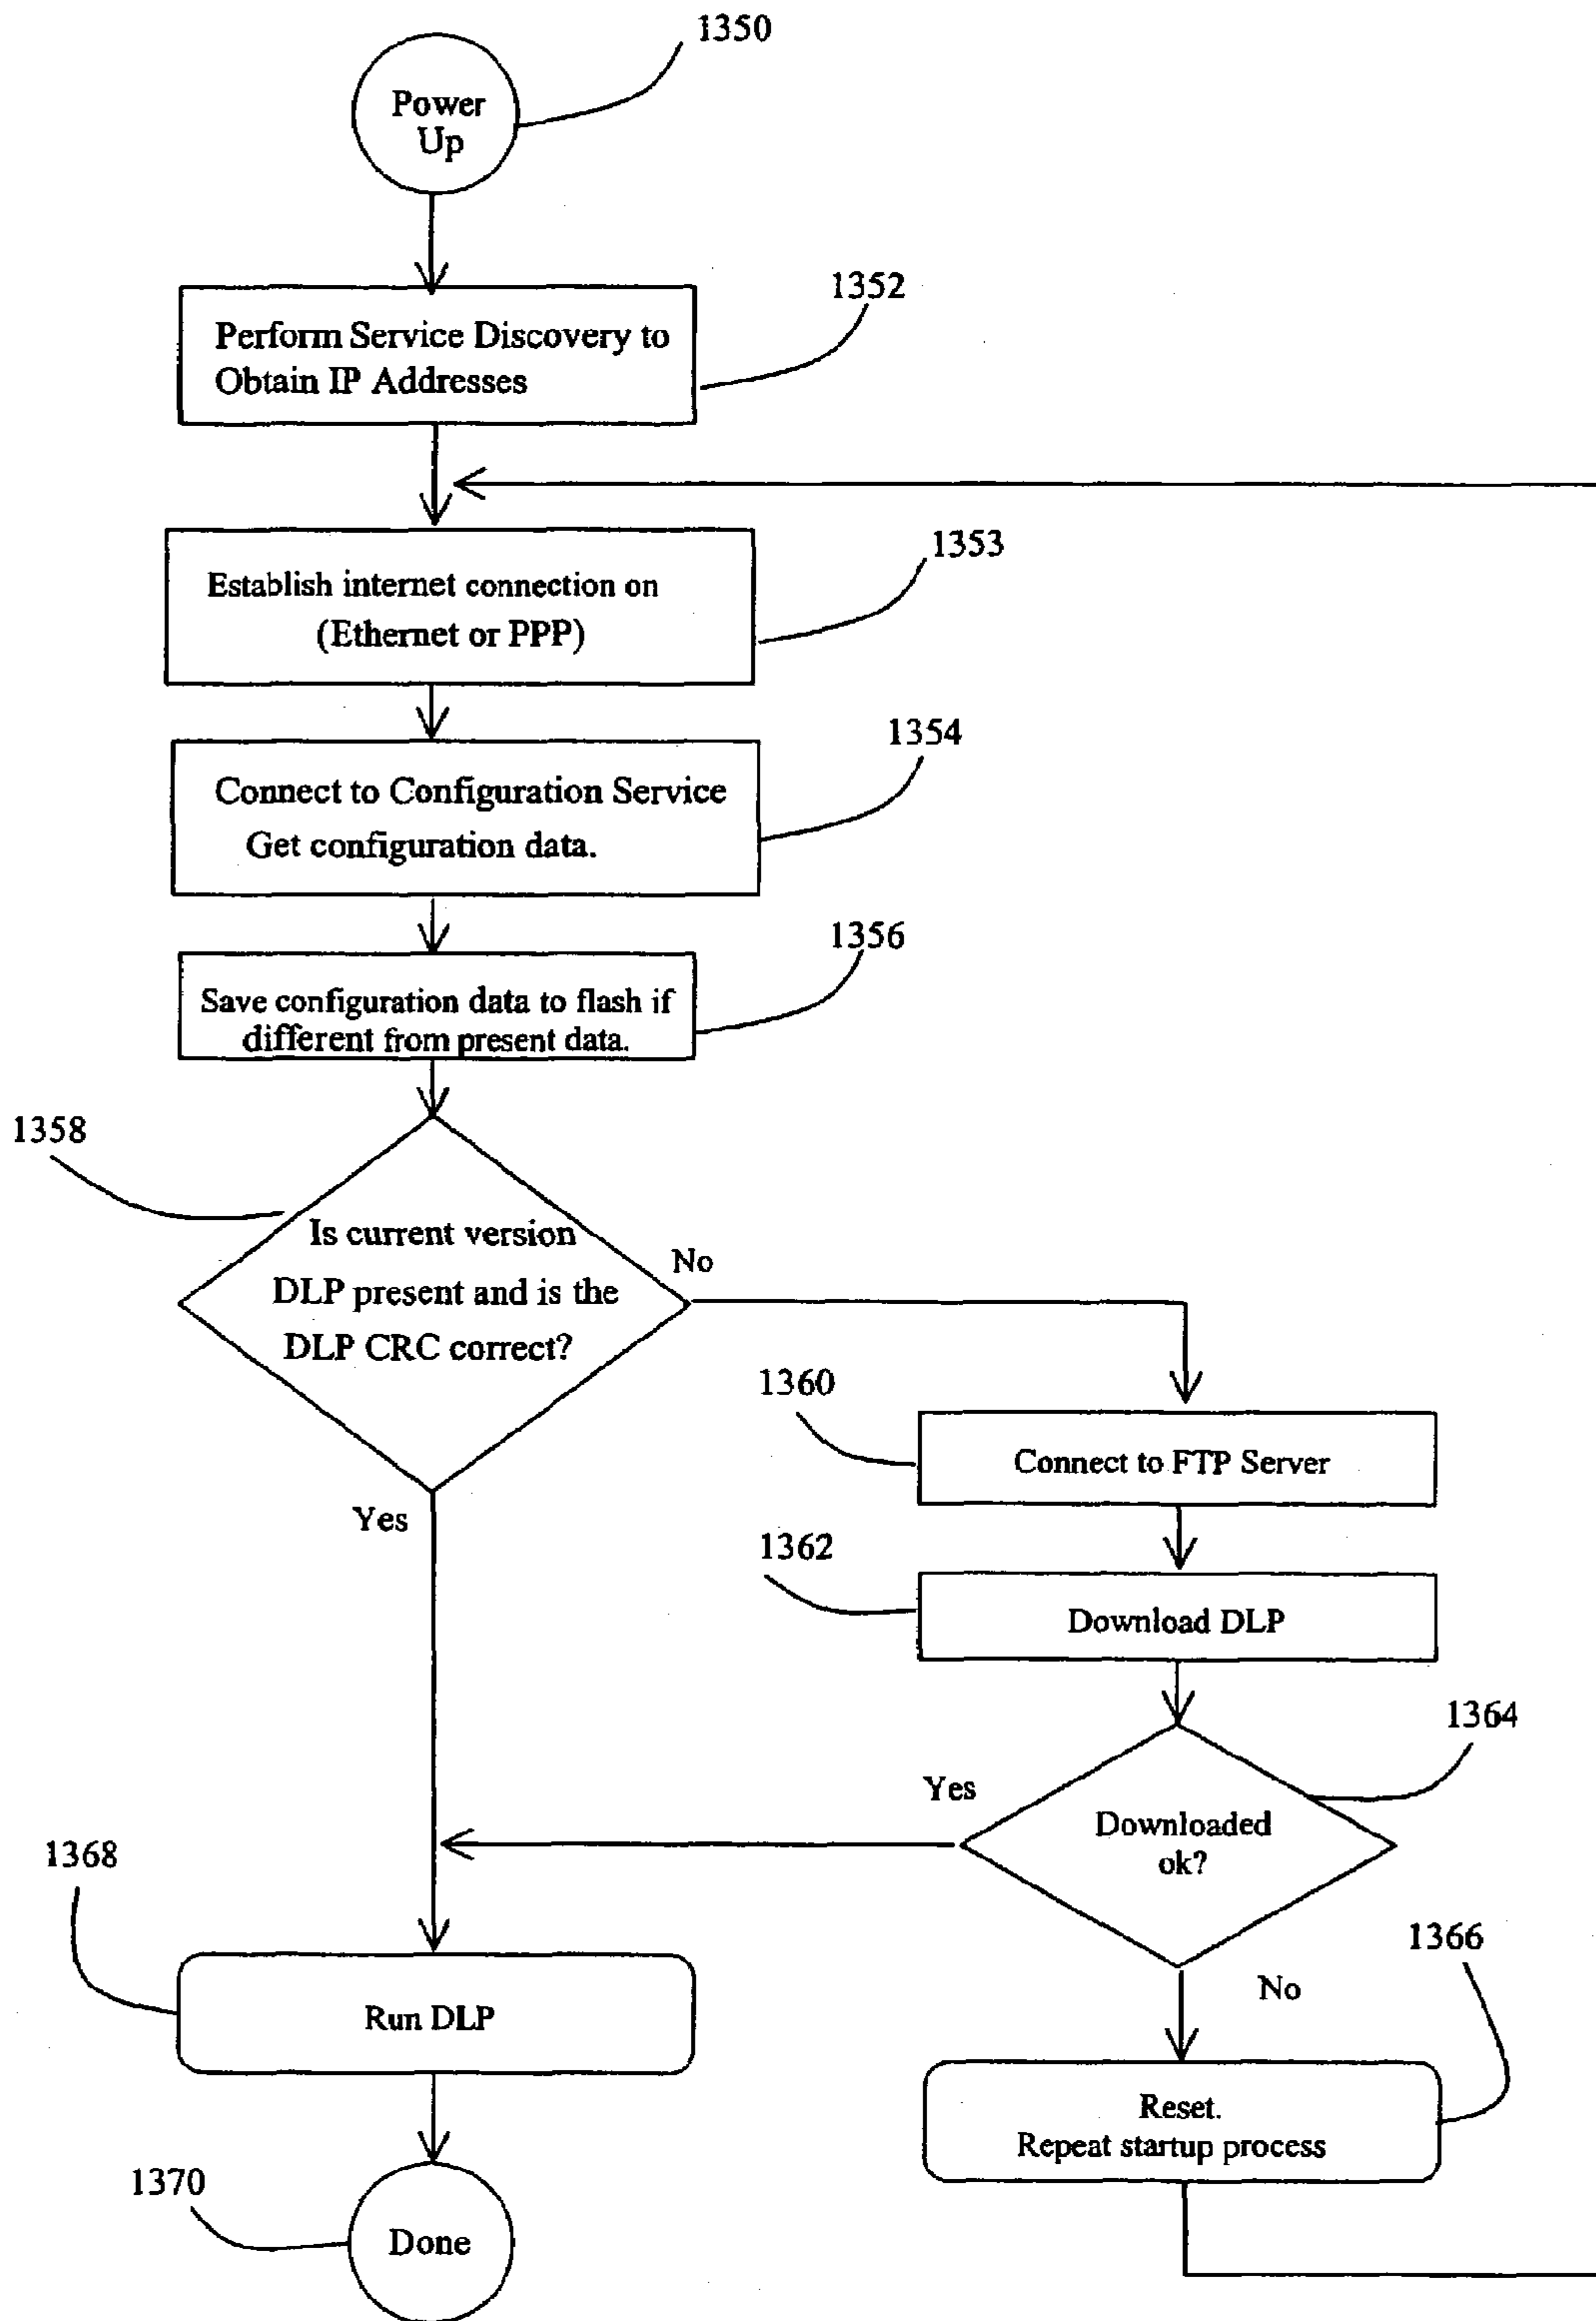 1350
Power
Up
1352
Perform Service Discovery to
Obtain IP Addresses
1353
Establish internet connection on
(Ethernet or PPP)
1354
Connect to Configuration Service
Get configuration data.
1356
Save configuration data to flash if
different from present data.
1358
Is current version
DLP present and is the
DLP CRC correct?
No
Yes
1360
Connect to FTP Server
1362
Download DLP
1364
Yes
Downloaded
ok?
No
1366
Reset.
Repeat startup process
1368
Run DLP
1370
Done